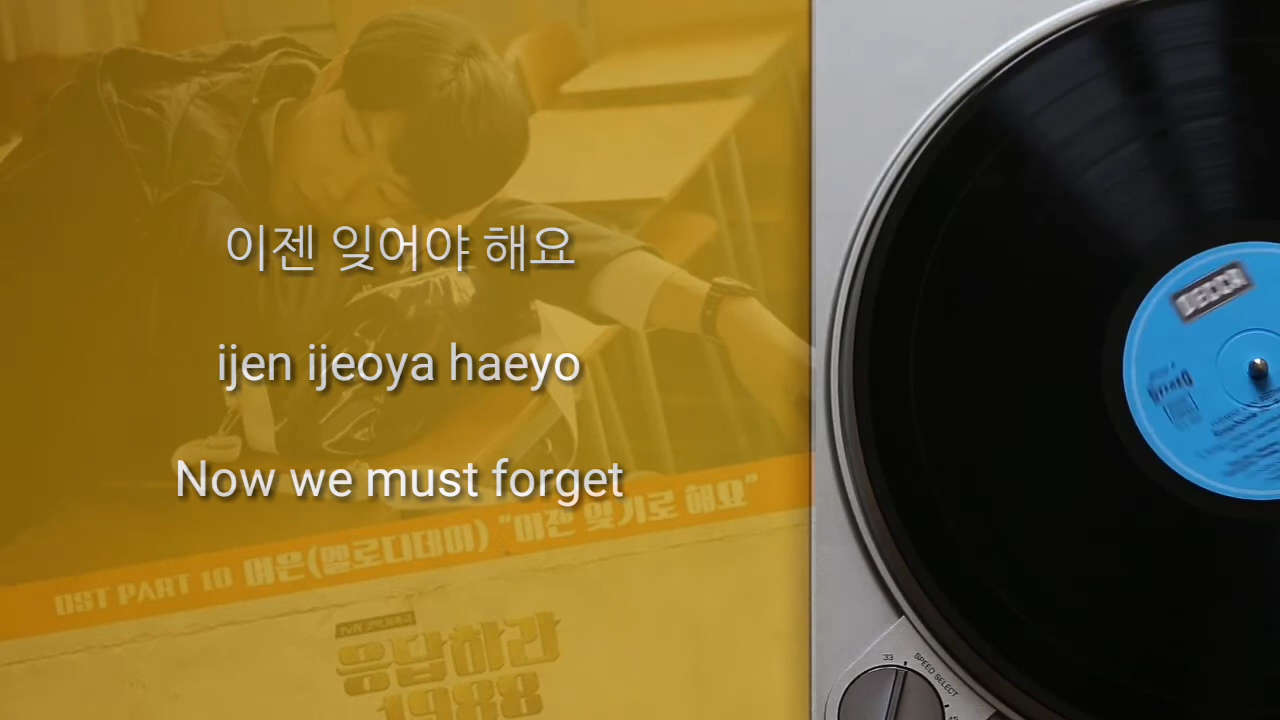 이젠 잊어야 해요
ijen ijeoya haeyo
Now we must forget
OST PART 10 여은(멜로디데이) "이젠 잊기로 해요"
응답하라
1988
DECCA
33
SPEED SELECT
45